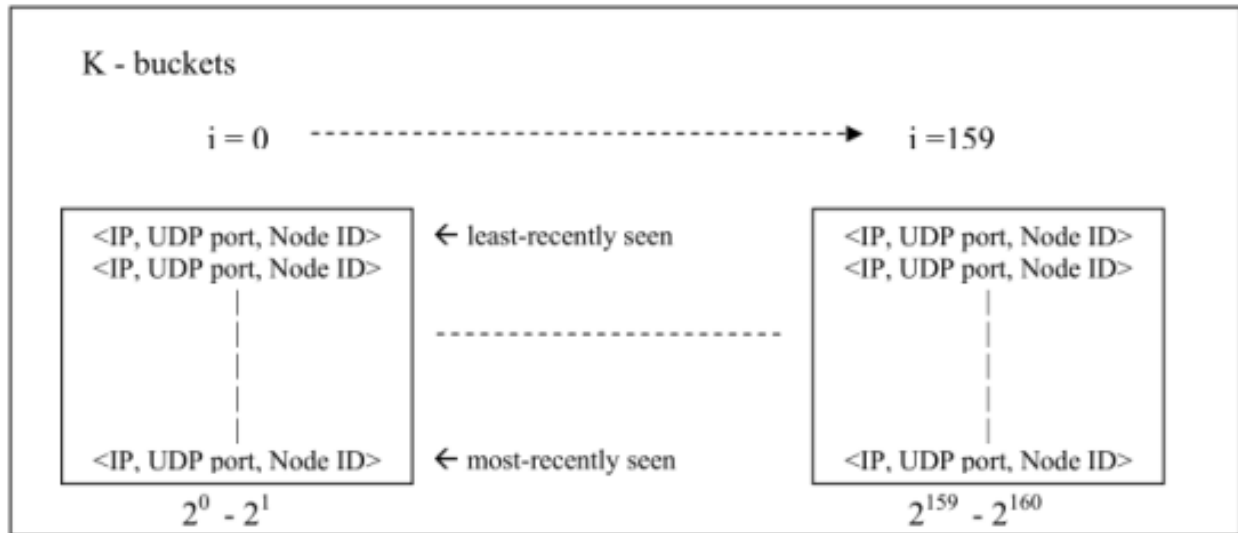 K - buckets
i = 0 i =159
<IP, UDP port, Node ID> ← least-recently seen <IP, UDP port, Node ID>
<IP, UDP port, Node ID> <IP, UDP port, Node ID>
<IP, UDP port, Node ID> ← most-recently seen <IP, UDP port, Node ID>
2⁰ - 2¹ 2¹⁵⁹ - 2¹⁶⁰